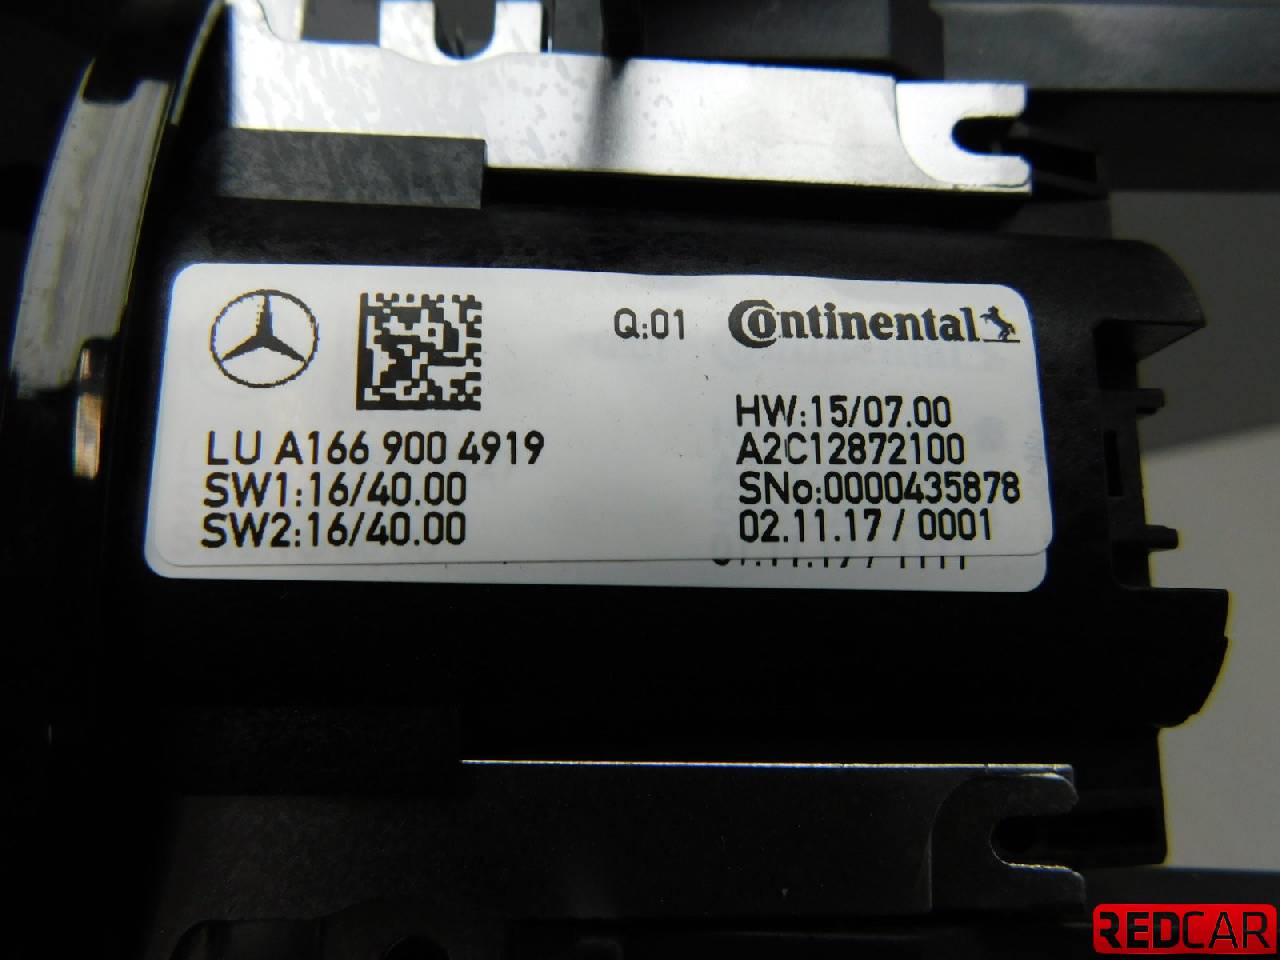 Q:01 Continental
LU A166 900 4919
SW1:16/40.00
SW2:16/40.00
HW:15/07.00
A2C12872100
SNo:0000435878
02.11.17 / 0001
REDCAR